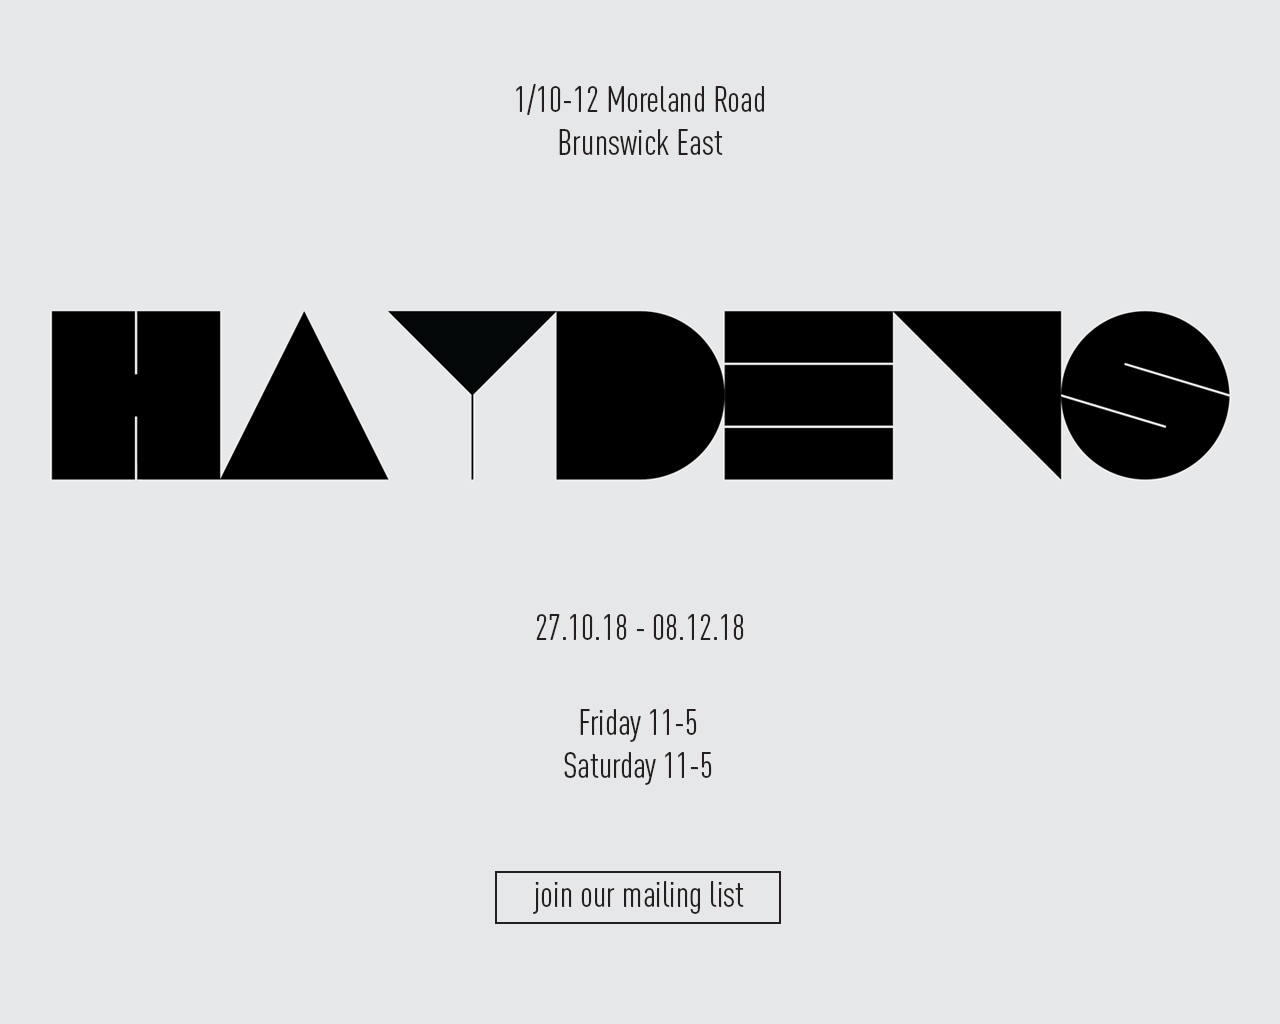 1/10-12 Moreland Road
Brunswick East
HAYDENS
27.10.18 - 08.12.18
Friday 11-5
Saturday 11-5
join our mailing list